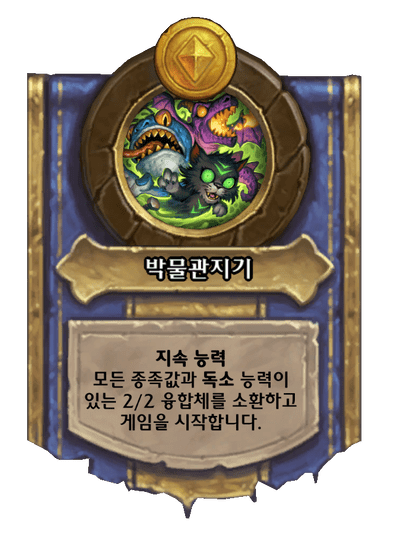 박물관지기
지속 능력
모든 종족값과 독소 능력이
있는 2/2 융합체를 소환하고
게임을 시작합니다.